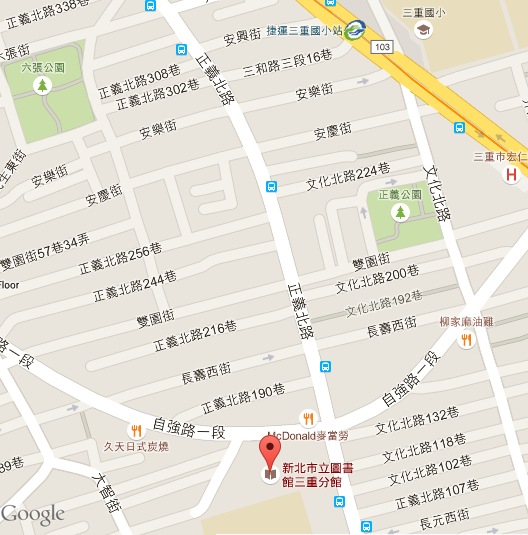 正義北路338巷
安興街
捷運三重國小站
三重國小
103
六張街
六張公園
正義北路308巷
正義北路302巷
三和路三段16巷
安樂街
正義北路
安樂街
安慶街
三重市宏仁
文化北路224巷
文化北路
安樂街
安慶街
正義公園
雙園街57巷34弄
正義北路256巷
雙園街
Floor
正義北路244巷
文化北路200巷
文化北路192巷
雙園街
正義北路
正義北路216巷
長壽西街
柳家麻油雞
路一段
長壽西街
自強路一段
正義北路190巷
McDonald麥當勞
文化北路132巷
自強路一段
久天日式炭燒
文化北路118巷
新北市立圖書
館三重分館
文化北路102巷
89巷
大智街
正義北路107巷
長元西街
Google